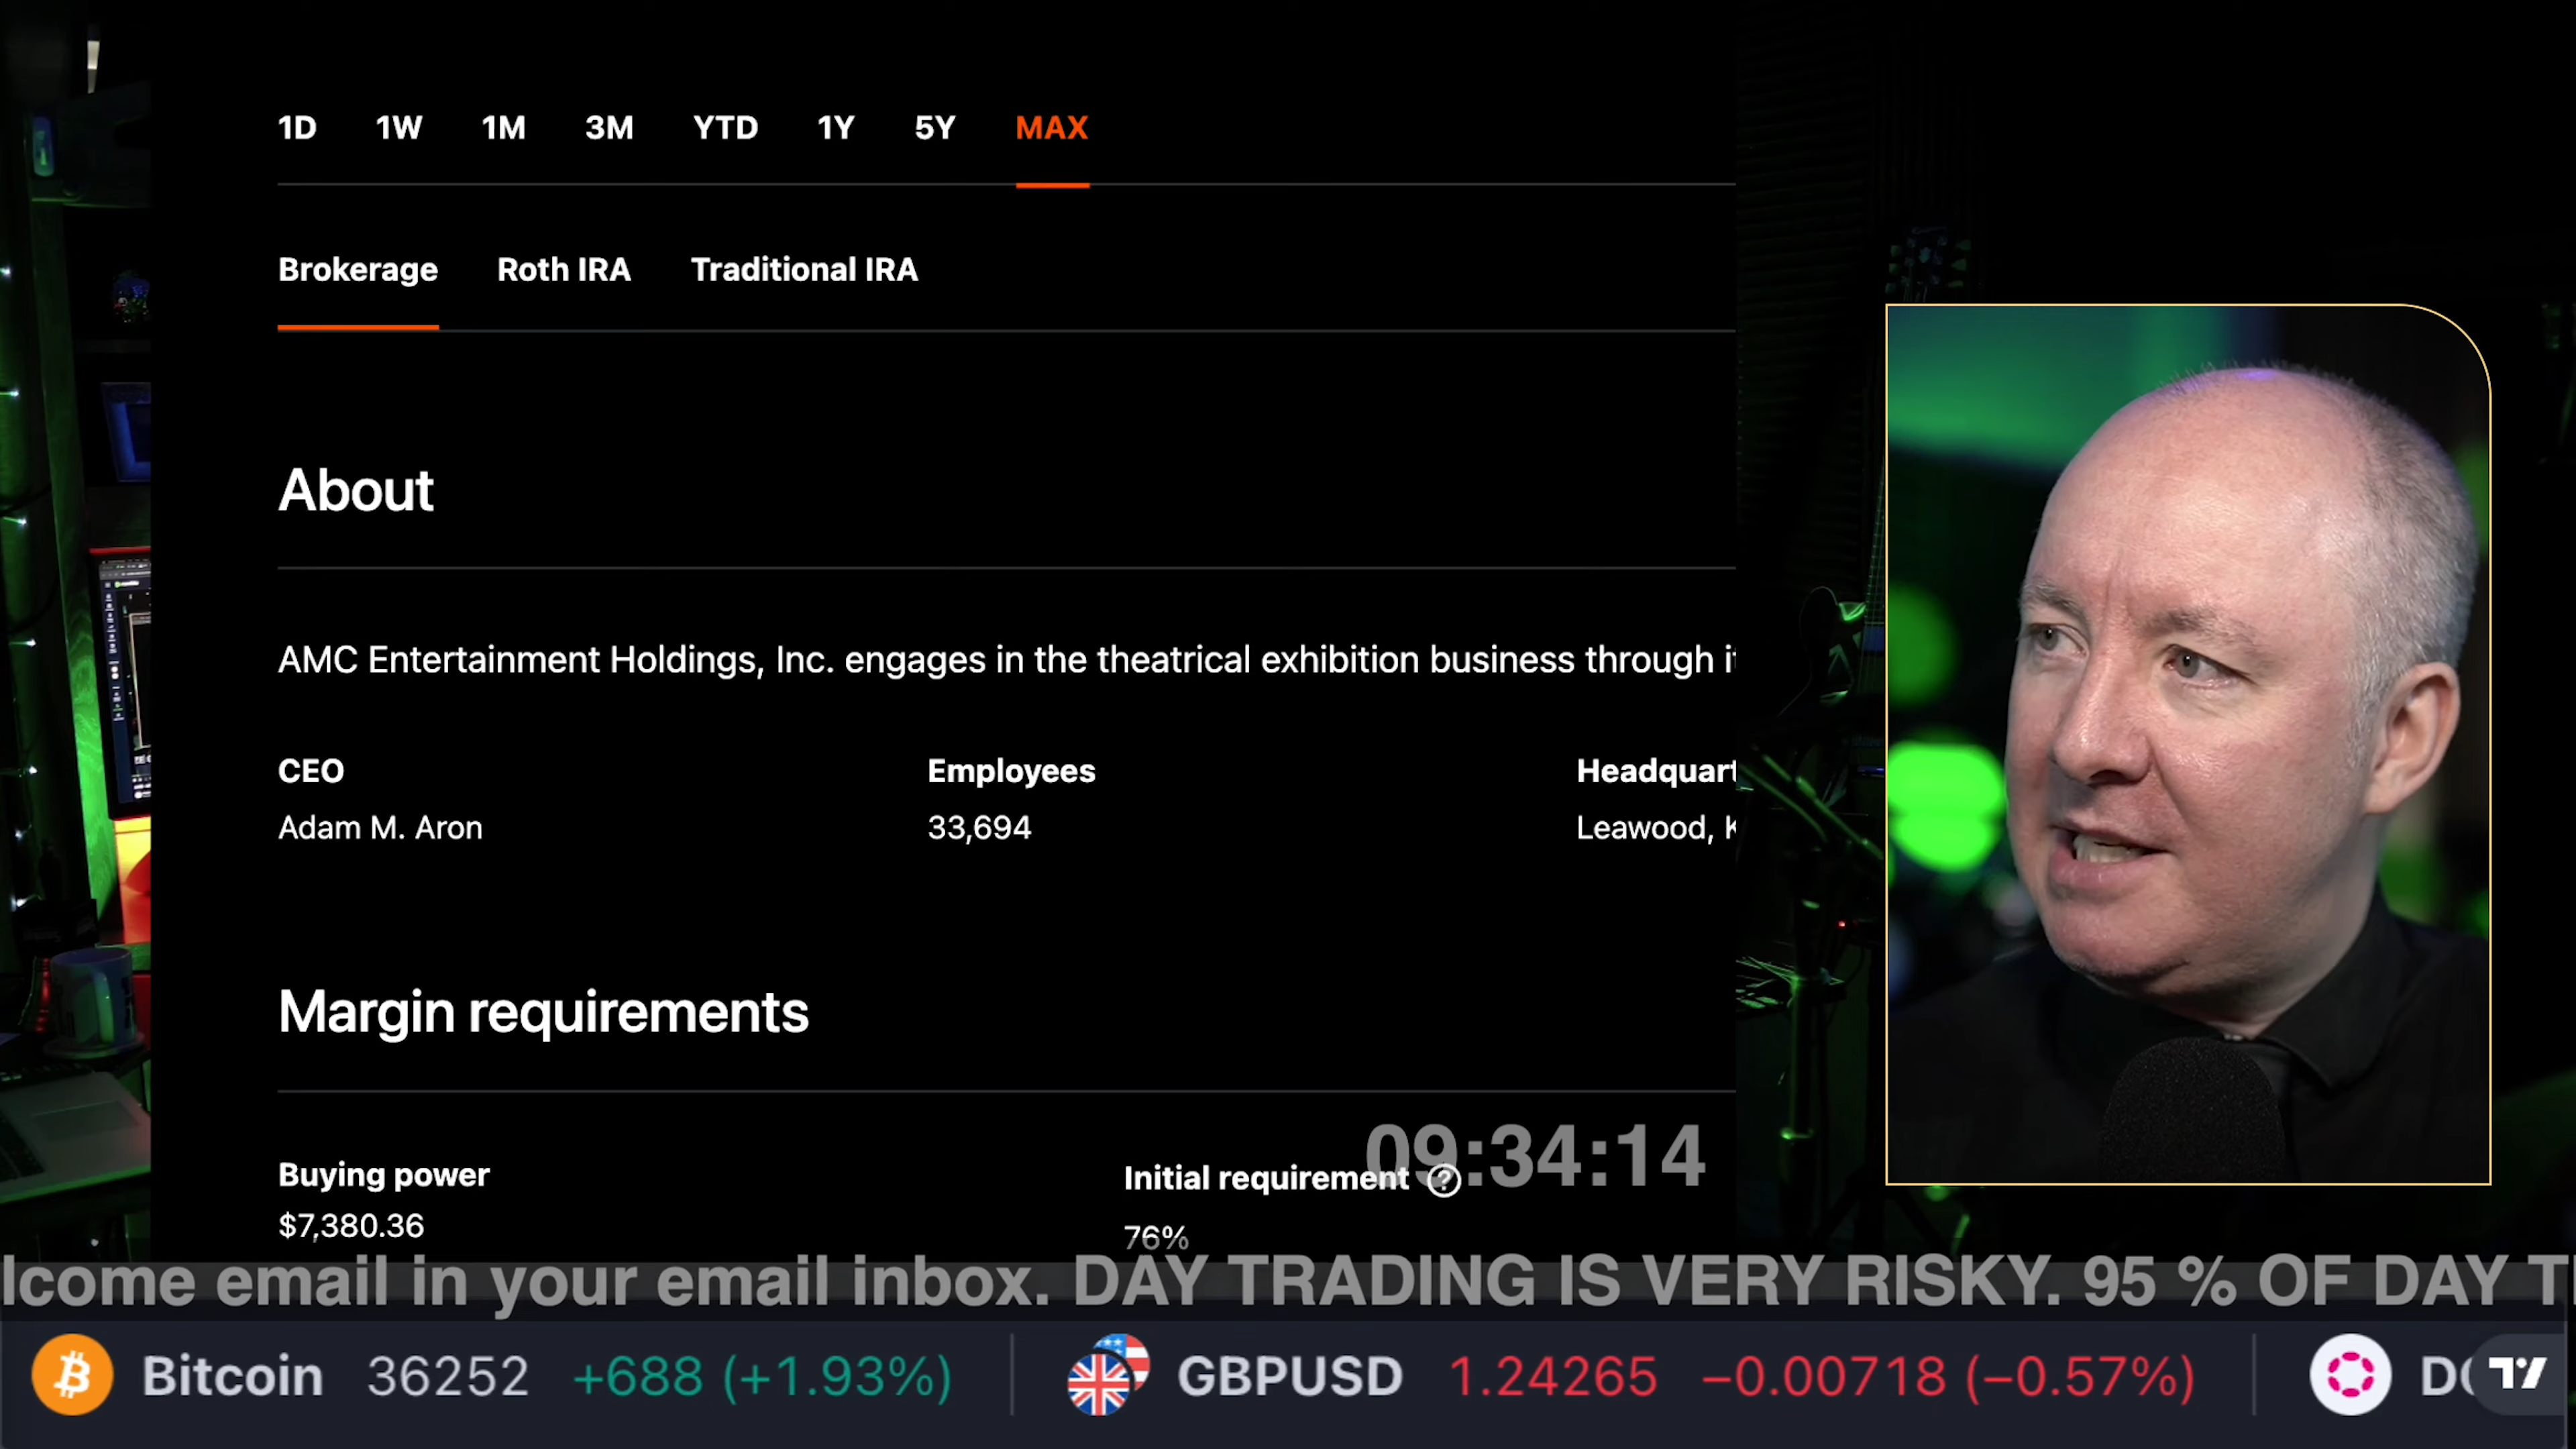 1D 1W 1M 3M YTD 1Y 5Y MAX
Brokerage Roth IRA Traditional IRA
About
AMC Entertainment Holdings, Inc. engages in the theatrical exhibition business through it
CEO Employees Headquart
Adam M. Aron 33,694 Leawood, K
Margin requirements
09:34:14
Buying power Initial requirement ?
$7,380.36 76%
lcome email in your email inbox. DAY TRADING IS VERY RISKY. 95 % OF DAY T
Bitcoin 36252 +688 (+1.93%) GBPUSD 1.24265 −0.00718 (−0.57%) DO